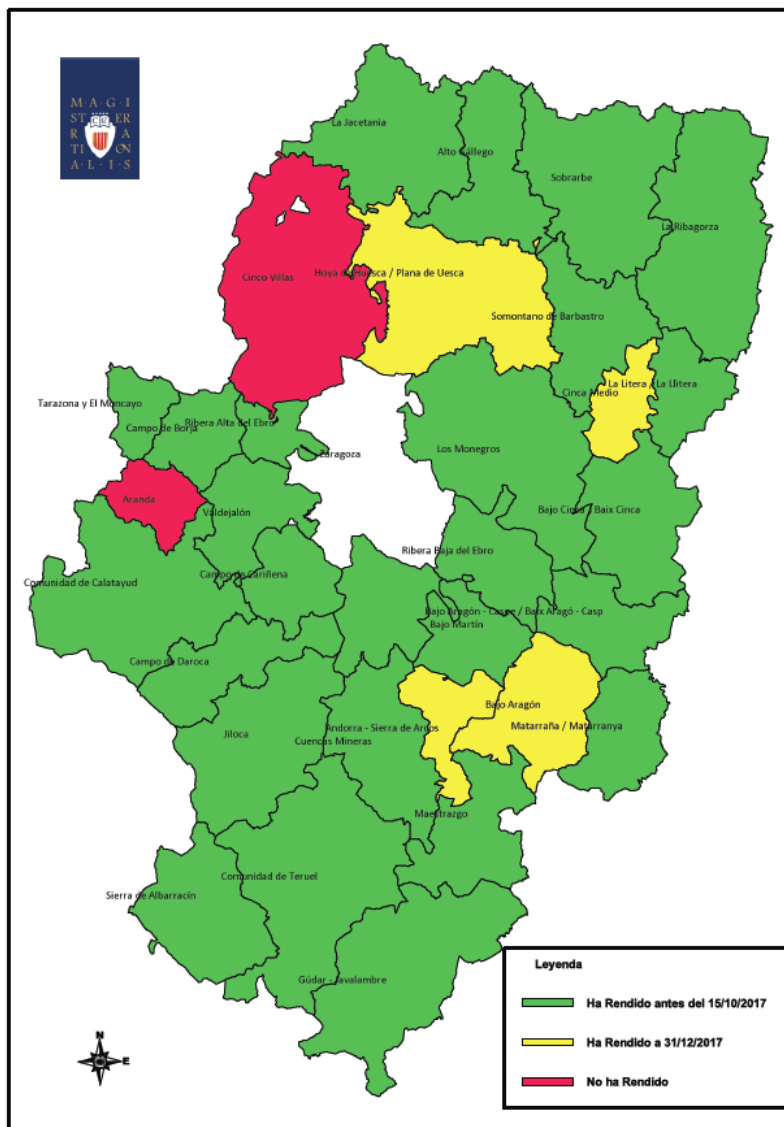 M·A·G·I
ST ER
R A
TI ON
A·L·I·S
La Jacetania
Alto Gállego
Sobrarbe
La Ribagorza
Cinco Villas
Hoya de Huesca / Plana de Uesca
Somontano de Barbastro
La Litera / La Llitera
Cinca Medio
Tarazona y El Moncayo
Campo de Borja
Ribera Alta del Ebro
Zaragoza
Los Monegros
Aranda
Valdejalón
Bajo Cinca / Baix Cinca
Ribera Baja del Ebro
Comunidad de Calatayud
Campo de Cariñena
Bajo Aragón - Caspe / Baix Aragó - Casp
Bajo Martín
Campo de Daroca
Bajo Aragón
Jiloca
Andorra - Sierra de Arcos
Matarraña / Matarranya
Cuencas Mineras
Maestrazgo
Comunidad de Teruel
Sierra de Albarracín
Gúdar - Javalambre
Leyenda
Ha Rendido antes del 15/10/2017
Ha Rendido a 31/12/2017
No ha Rendido
N
E